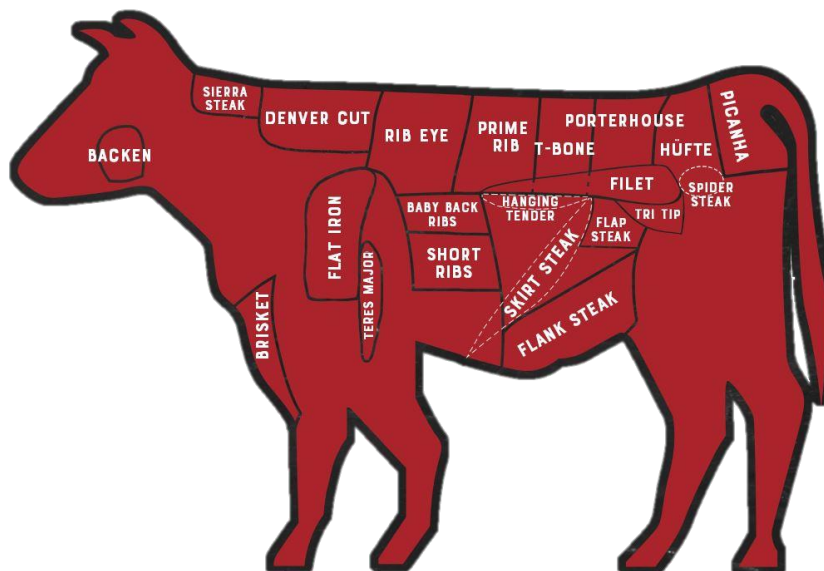 SIERRA
STEAK
DENVER CUT
RIB EYE
PRIME
RIB
T-BONE
PORTERHOUSE
HÜFTE
PICANHA
BACKEN
FILET
SPIDER
STEAK
HANGING
TENDER
TRI TIP
FLAP
STEAK
BABY BACK
RIBS
SHORT
RIBS
FLAT IRON
TERES MAJOR
SKIRT STEAK
FLANK STEAK
BRISKET